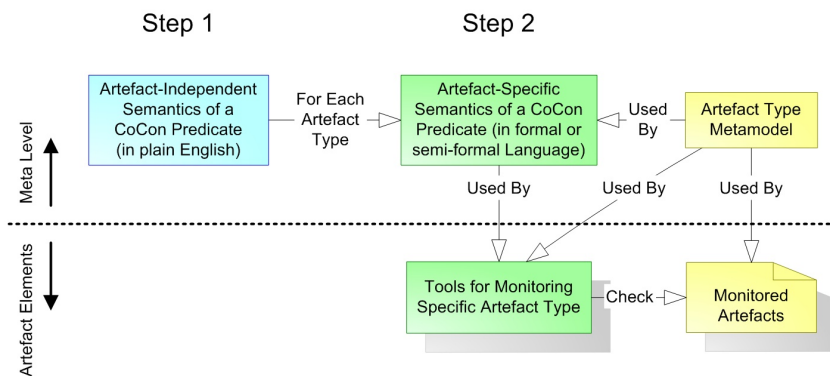 Step 1
Step 2
Artefact-Independent
Semantics of a
CoCon Predicate
(in plain English)
For Each
Artefact
Type
Artefact-Specific
Semantics of a CoCon
Predicate (in formal or
semi-formal Language)
Used
By
Artefact Type
Metamodel
Meta Level
Used By
Used By
Used By
Artefact Elements
Tools for Monitoring
Specific Artefact Type
Check
Monitored
Artefacts